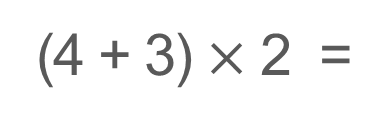 (4 + 3) × 2 =